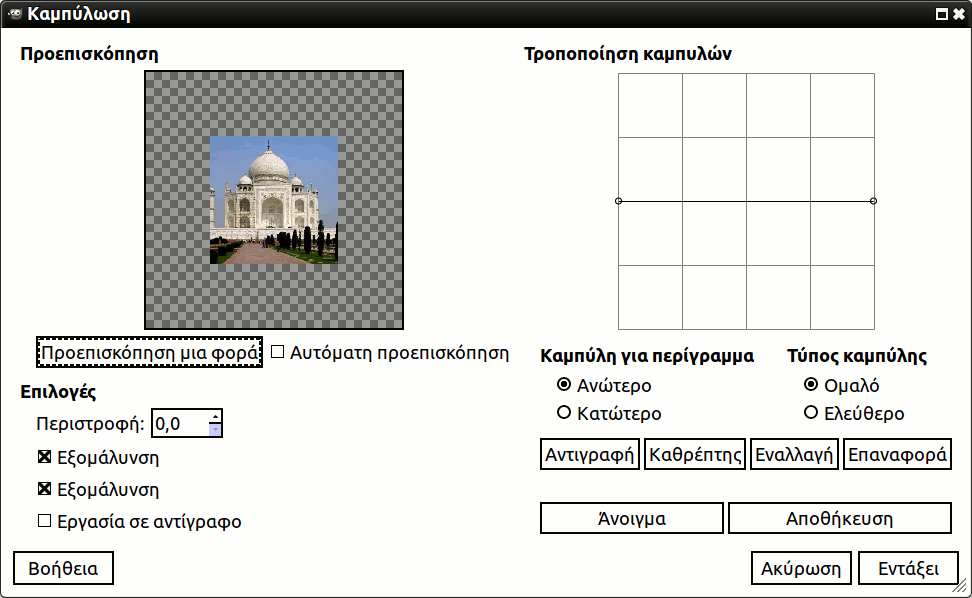 Καμπύλωση
Προεπισκόπηση
Προεπισκόπηση μια φορά
Αυτόματη προεπισκόπηση
Επιλογές
Περιστροφή: 0,0
Εξομάλυνση
Εξομάλυνση
Εργασία σε αντίγραφο
Τροποποίηση καμπυλών
Καμπύλη για περίγραμμα
Ανώτερο
Κατώτερο
Τύπος καμπύλης
Ομαλό
Ελεύθερο
Αντιγραφή Καθρέπτης Εναλλαγή Επαναφορά
Άνοιγμα Αποθήκευση
Βοήθεια Ακύρωση Εντάξει